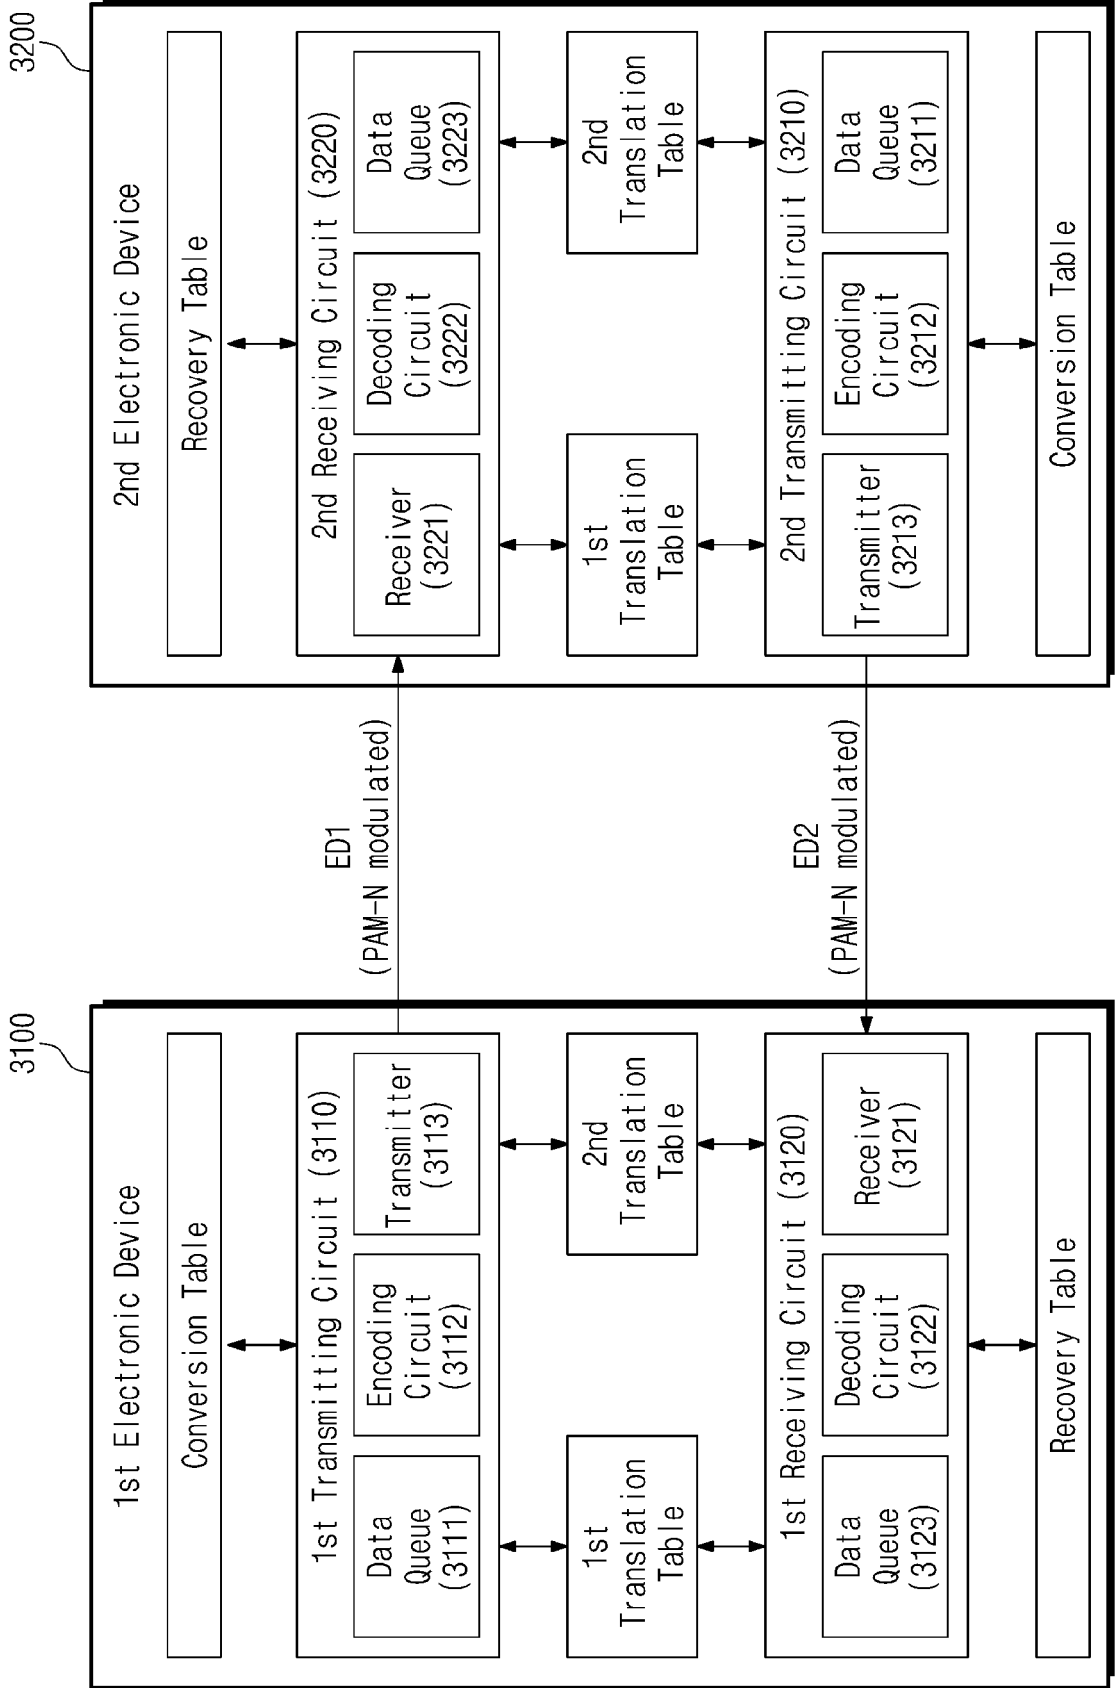 3100
1st Electronic Device
Conversion Table
1st Transmitting Circuit (3110)
Data
Queue
(3111)
Encoding
Circuit
(3112)
Transmitter
(3113)
1st
Translation
Table
2nd
Translation
Table
1st Receiving Circuit (3120)
Data
Queue
(3123)
Decoding
Circuit
(3122)
Receiver
(3121)
Recovery Table
ED1
(PAM-N modulated)
ED2
(PAM-N modulated)
3200
2nd Electronic Device
Recovery Table
2nd Receiving Circuit (3220)
Receiver
(3221)
Decoding
Circuit
(3222)
Data
Queue
(3223)
1st
Translation
Table
2nd
Translation
Table
2nd Transmitting Circuit (3210)
Transmitter
(3213)
Encoding
Circuit
(3212)
Data
Queue
(3211)
Conversion Table